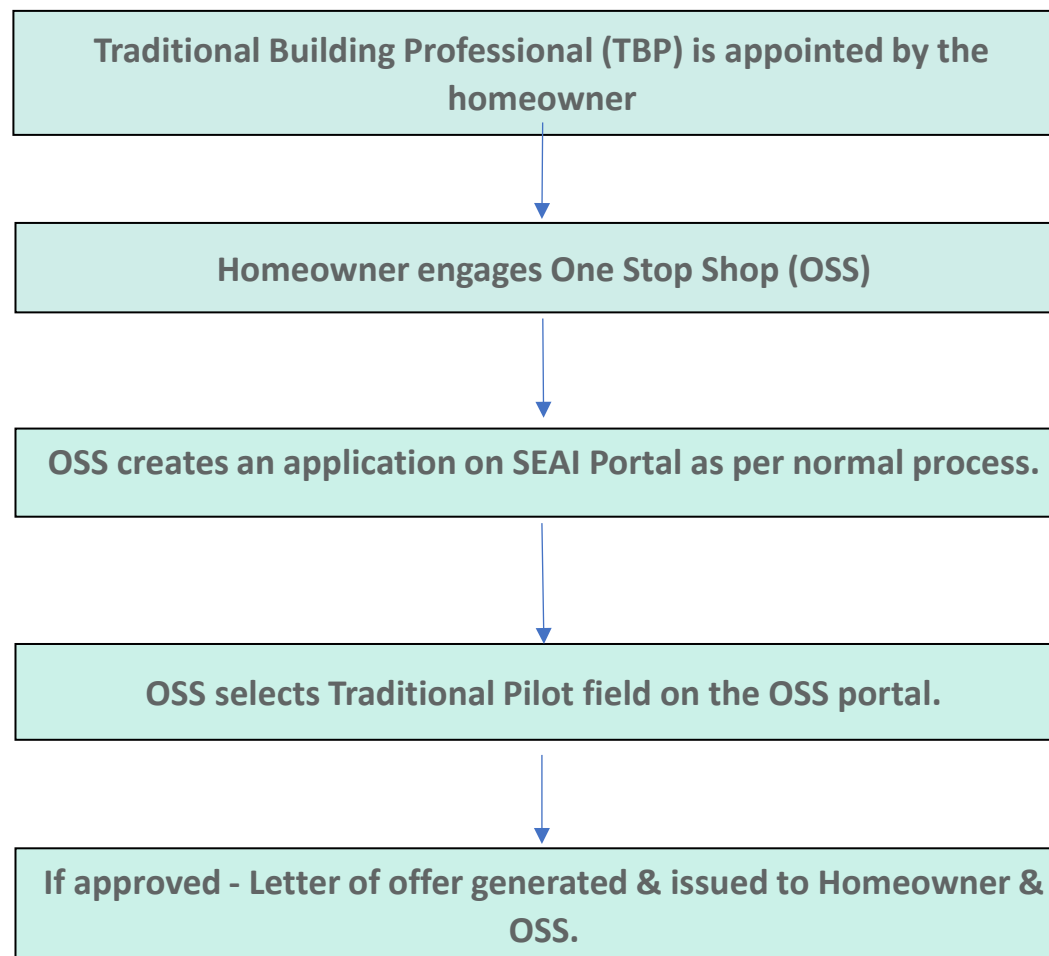 Traditional Building Professional (TBP) is appointed by the
homeowner
Homeowner engages One Stop Shop (OSS)
OSS creates an application on SEAI Portal as per normal process.
OSS selects Traditional Pilot field on the OSS portal.
If approved - Letter of offer generated & issued to Homeowner &
OSS.